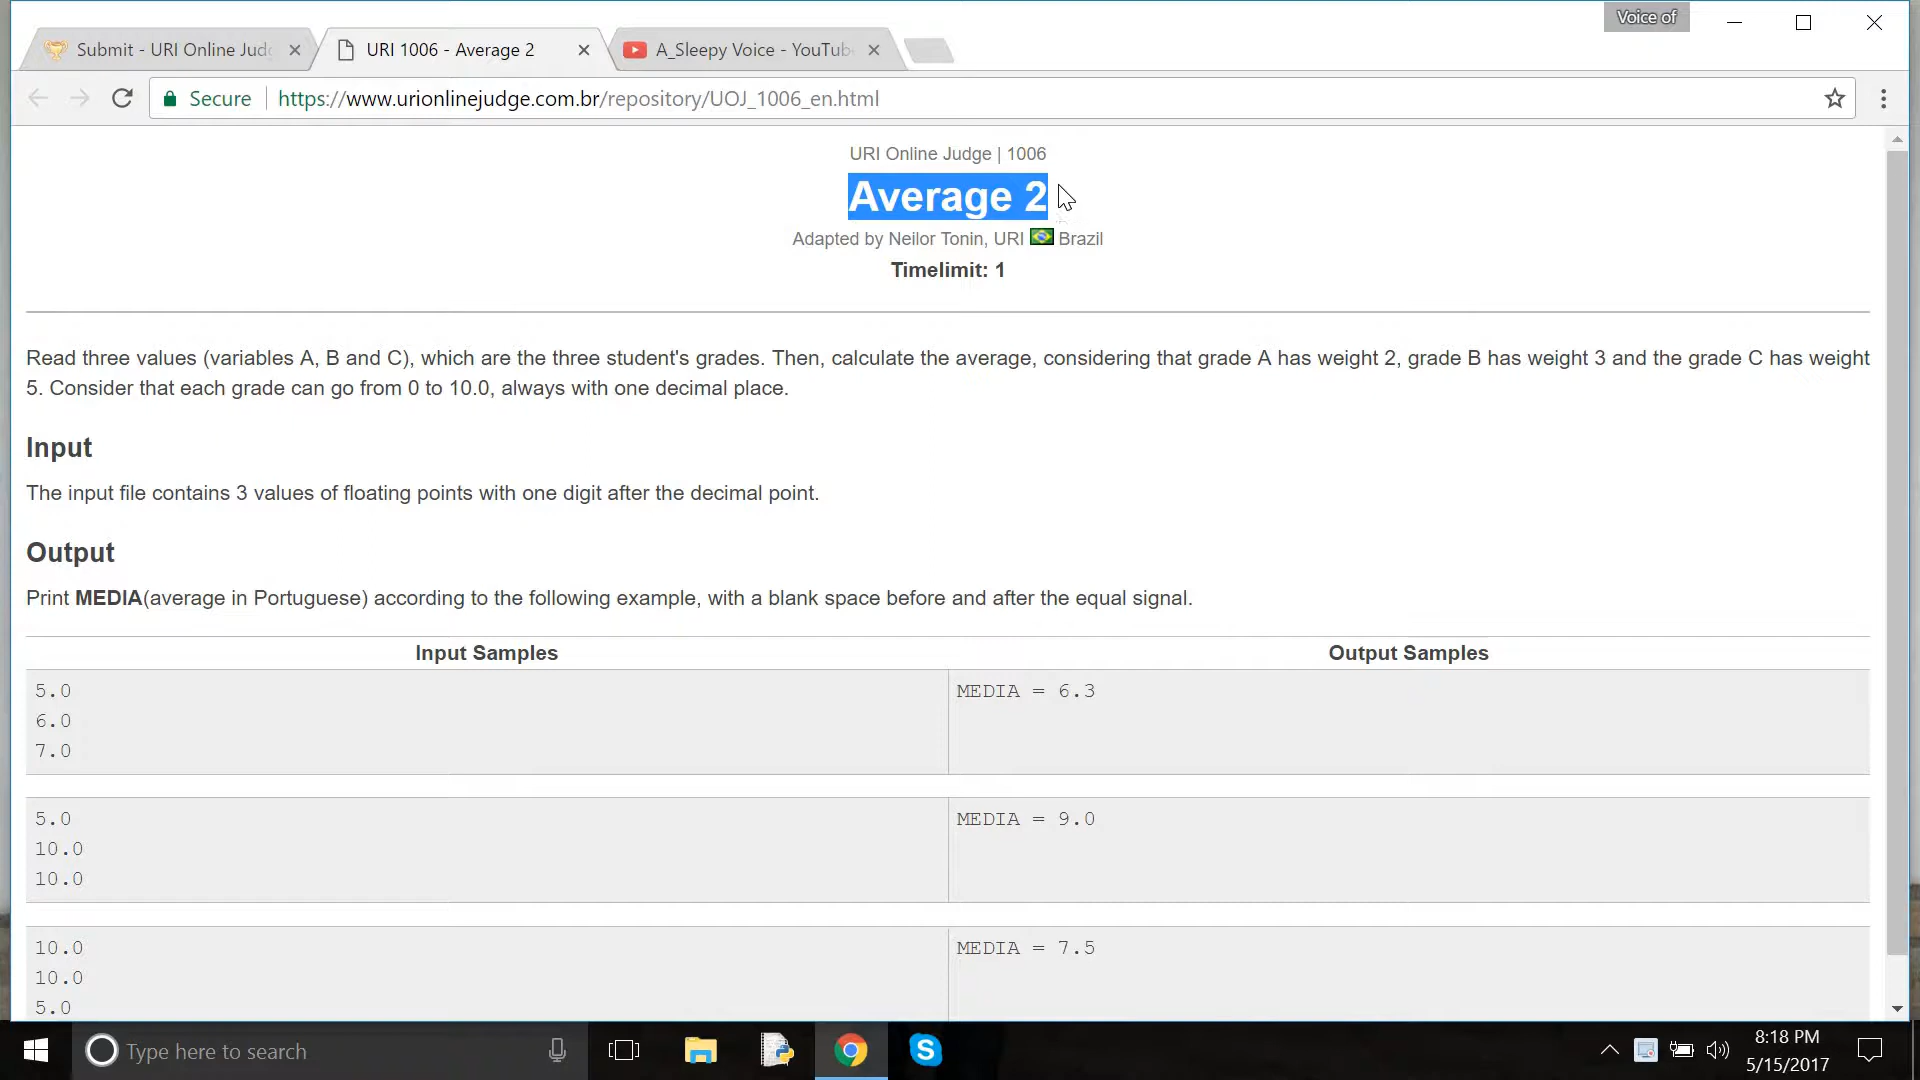 Voice of
Submit - URI Online Jud
URI 1006 - Average 2
A_Sleepy Voice - YouTub
Secure
https://www.urionlinejudge.com.br/repository/UOJ_1006_en.html
URI Online Judge | 1006
Average 2
Adapted by Neilor Tonin, URI Brazil
Timelimit: 1
Read three values (variables A, B and C), which are the three student's grades. Then, calculate the average, considering that grade A has weight 2, grade B has weight 3 and the grade C has weight
5. Consider that each grade can go from 0 to 10.0, always with one decimal place.
Input
The input file contains 3 values of floating points with one digit after the decimal point.
Output
Print MEDIA(average in Portuguese) according to the following example, with a blank space before and after the equal signal.
Input Samples
Output Samples
5.0
6.0
7.0
MEDIA = 6.3
5.0
10.0
10.0
MEDIA = 9.0
10.0
10.0
5.0
MEDIA = 7.5
Type here to search
8:18 PM
5/15/2017